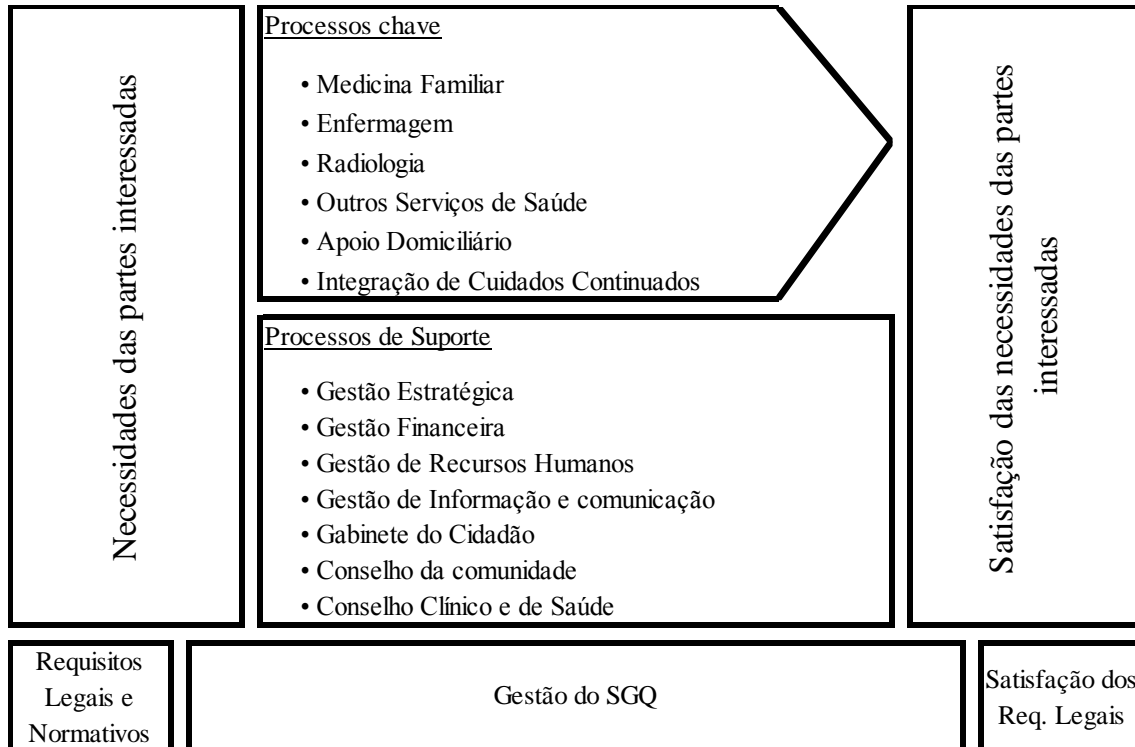 Necessidades das partes interessadas
Processos chave
• Medicina Familiar
• Enfermagem
• Radiologia
• Outros Serviços de Saúde
• Apoio Domiciliário
• Integração de Cuidados Continuados
Processos de Suporte
• Gestão Estratégica
• Gestão Financeira
• Gestão de Recursos Humanos
• Gestão de Informação e comunicação
• Gabinete do Cidadão
• Conselho da comunidade
• Conselho Clínico e de Saúde
Satisfação das necessidades das partes
interessadas
Requisitos
Legais e
Normativos
Gestão do SGQ
Satisfação dos
Req. Legais